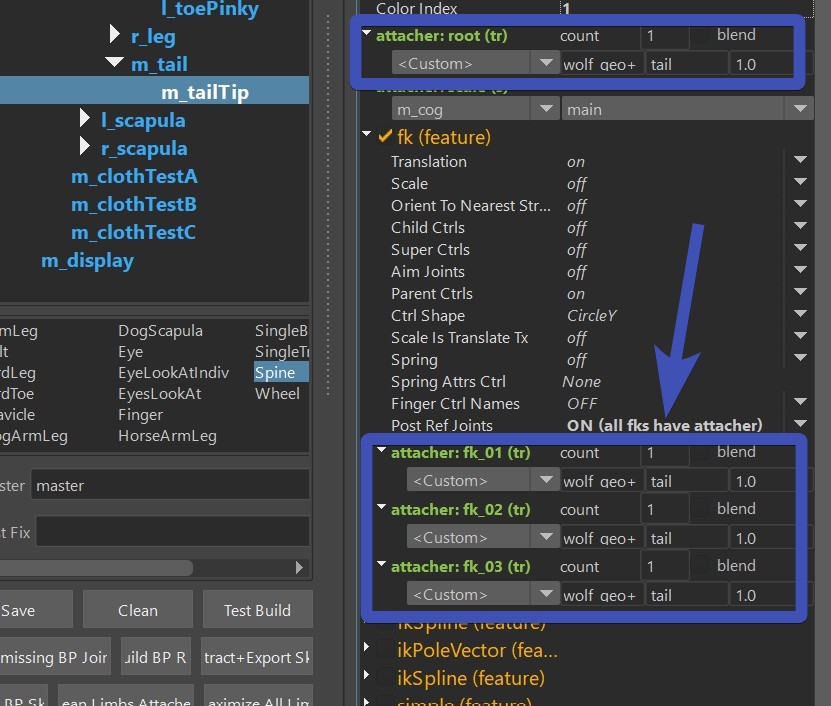 l_toePinky
r_leg
m_tail
m_tailTip
l_scapula
r_scapula
m_clothTestA
m_clothTestB
m_clothTestC
m_display
mLeg DogScapula SingleB
lt Eye SingleTr
rdLeg EyeLookAtIndiv Spine
rdToe EyesLookAt Wheel
avicle Finger
ogArmLeg HorseArmLeg
ster master
t Fix
Save Clean Test Build
missing BP Joir uild BP R tract+Export Sk
BP Sk ean Limbs Attache aximize All Lim
Color Index 1
attacher: root (tr) count 1 blend
<Custom> wolf_geo+ tail 1.0
attacher: scale (s)
m_cog main
fk (feature)
Translation on
Scale off
Orient To Nearest Str... off
Child Ctrls off
Super Ctrls off
Aim Joints off
Parent Ctrls on
Ctrl Shape CircleY
Scale Is Translate Tx off
Spring off
Spring Attrs Ctrl None
Finger Ctrl Names OFF
Post Ref Joints ON (all fks have attacher)
attacher: fk_01 (tr) count 1 blend
<Custom> wolf_geo+ tail 1.0
attacher: fk_02 (tr) count 1 blend
<Custom> wolf_geo+ tail 1.0
attacher: fk_03 (tr) count 1 blend
<Custom> wolf_geo+ tail 1.0
ikSpline (feature)
ikPoleVector (fea...
ikSpline (feature)
simple (feature)